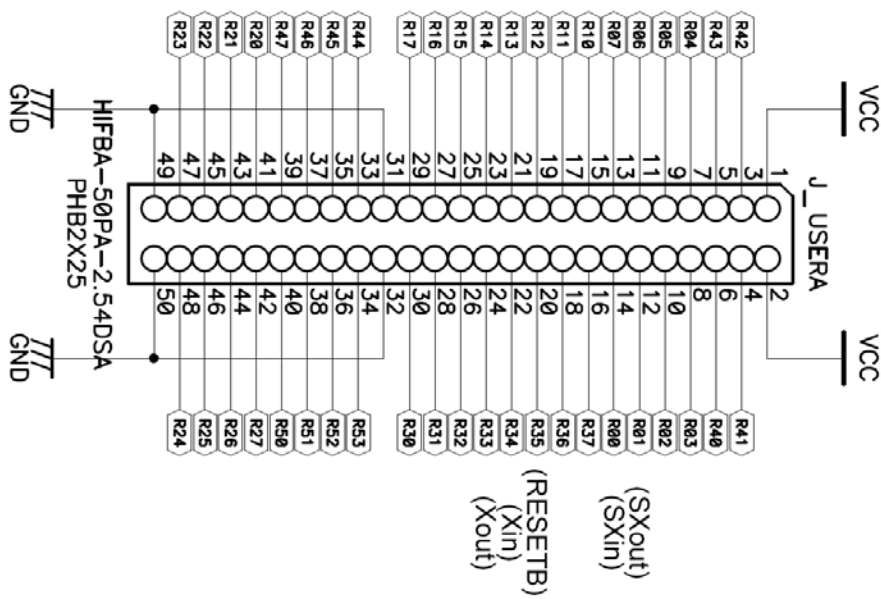 VCC VCC
J_USERA
1 2
R42 3 4 R41
R43 5 6 R40
R04 7 8 R03
R05 9 10 R02
R06 11 12 R01 (SXout)
R07 13 14 R00 (SXin)
R10 15 16 R37
R11 17 18 R36
R12 19 20 R35 (RESETB)
R13 21 22 R34 (Xin)
R14 23 24 R33 (Xout)
R15 25 26 R32
R16 27 28 R31
R17 29 30 R30
31 32
R44 33 34 R53
R45 35 36 R52
R46 37 38 R51
R47 39 40 R50
R20 41 42 R27
R21 43 44 R26
R22 45 46 R25
R23 47 48 R24
49 50
PHB2X25
HIFBA-50PA-2.54DSA
GND GND